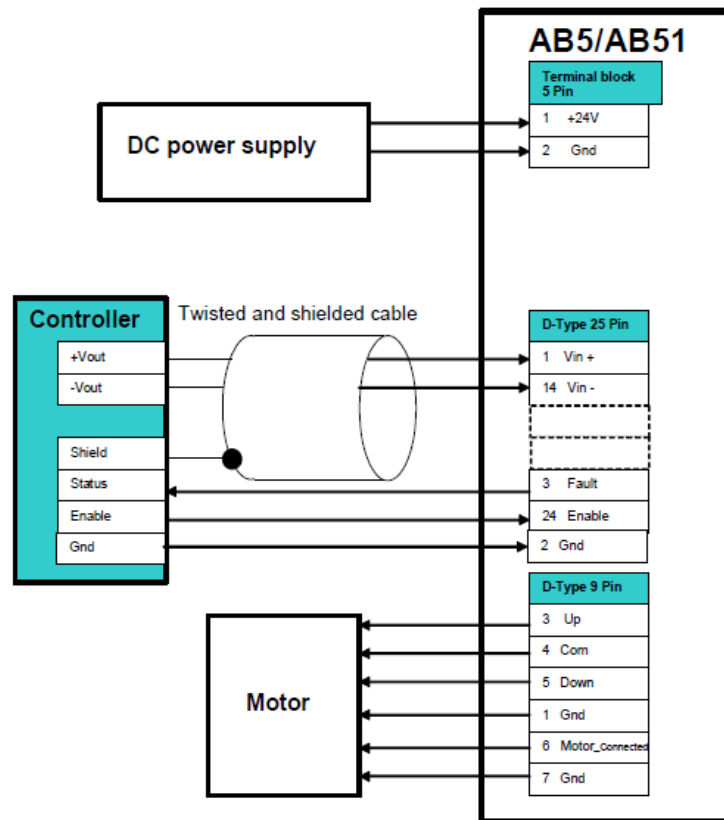 AB5/AB51
Terminal block
5 Pin
1 +24V
2 Gnd
DC power supply
Controller
Twisted and shielded cable
+Vout
-Vout
Shield
Status
Enable
Gnd
D-Type 25 Pin
1 Vin +
14 Vin -
3 Fault
24 Enable
2 Gnd
D-Type 9 Pin
3 Up
4 Com
5 Down
1 Gnd
6 Motor_Connected
7 Gnd
Motor